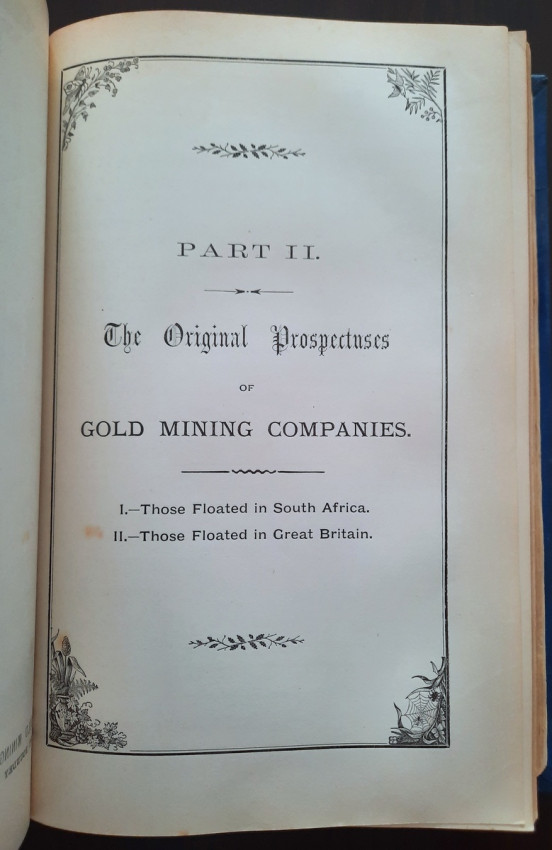 PART II.
The Original Prospectuses
OF
GOLD MINING COMPANIES.
I.—Those Floated in South Africa.
II.—Those Floated in Great Britain.